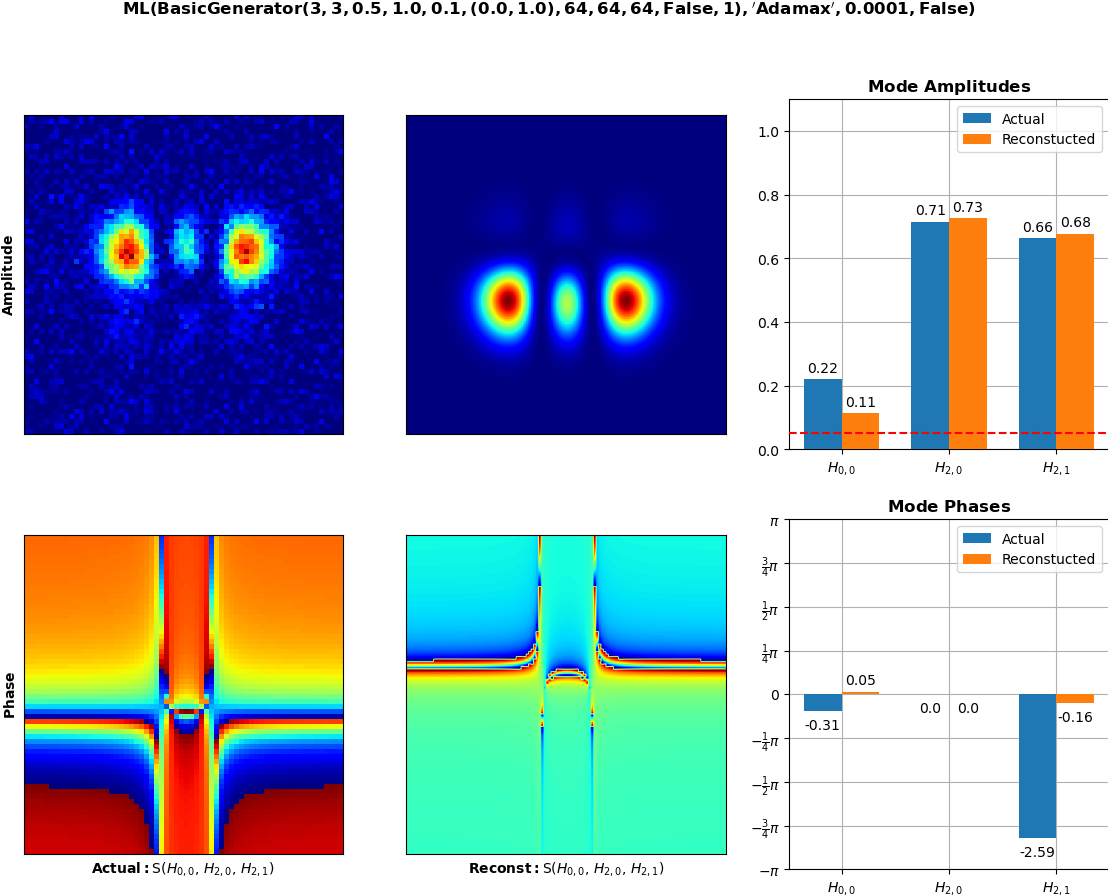 ML(BasicGenerator(3, 3, 0.5, 1.0, 0.1, (0.0, 1.0), 64, 64, 64, False, 1), ′Adamax′, 0.0001, False)
Mode Amplitudes
Amplitude
1.0
0.8
0.6
0.4
0.2
0.0
Actual
Reconstucted
0.22
0.11
0.71
0.73
0.66
0.68
H0,0
H2,0
H2,1
Mode Phases
Phase
π
3/4π
1/2π
1/4π
0
−1/4π
−1/2π
−3/4π
−π
Actual
Reconstucted
-0.31
0.05
0.0
0.0
-2.59
-0.16
H0,0
H2,0
H2,1
Actual: S(H0,0, H2,0, H2,1)
Reconst: S(H0,0, H2,0, H2,1)